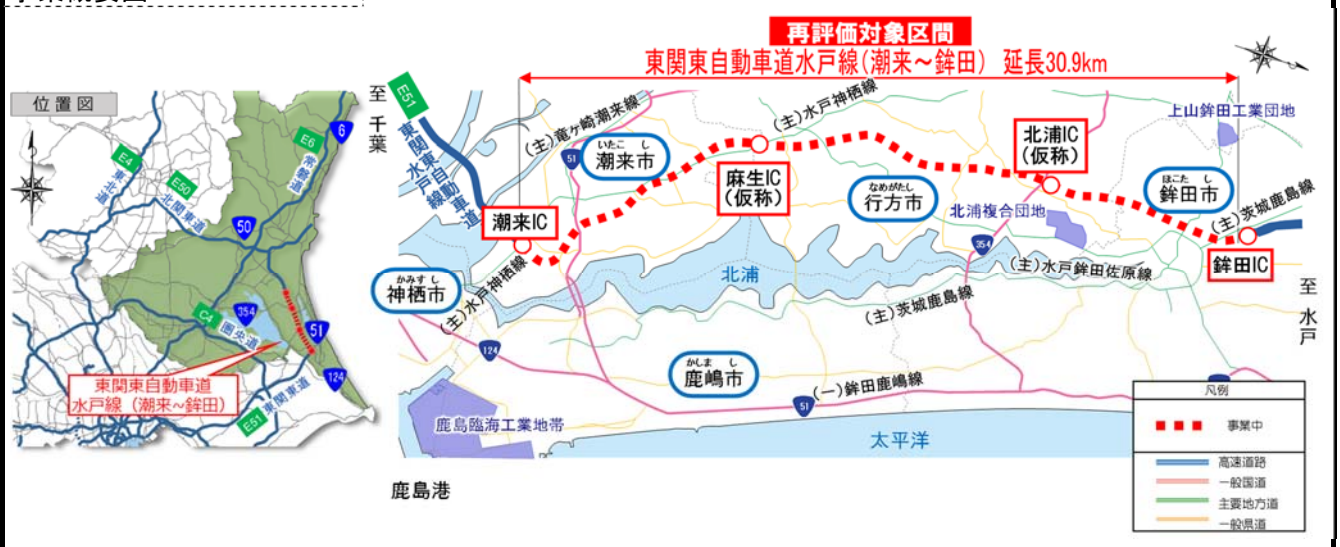 再評価対象区間
東関東自動車道水戸線(潮来～鉾田) 延長30.9km
位置図
6
E6
常磐道
E4
東北道
E50
北関東道
50
354
C4
圏央道
51
124
東関東自動車道
水戸線（潮来~鉾田）
E51
東関東道
至 千葉
E51
東関東自動車道
水戸線
(主)竜ケ崎潮来線
51
いたこ し
潮来市
(主)水戸神栖線
上山鉾田工業団地
北浦IC
(仮称)
麻生IC
(仮称)
なめがたし
行方市
ほこた し
鉾田市
(主)茨城鹿島線
潮来IC
北浦複合団地
354
鉾田IC
かみす し
神栖市
(主)水戸神栖線
北浦
(主)水戸鉾田佐原線
(主)茨城鹿島線
至 水戸
124
かしま し
鹿嶋市
(一)鉾田鹿嶋線
51
鹿島臨海工業地帯
太平洋
鹿島港
凡例
事業中
高速道路
一般国道
主要地方道
一般県道